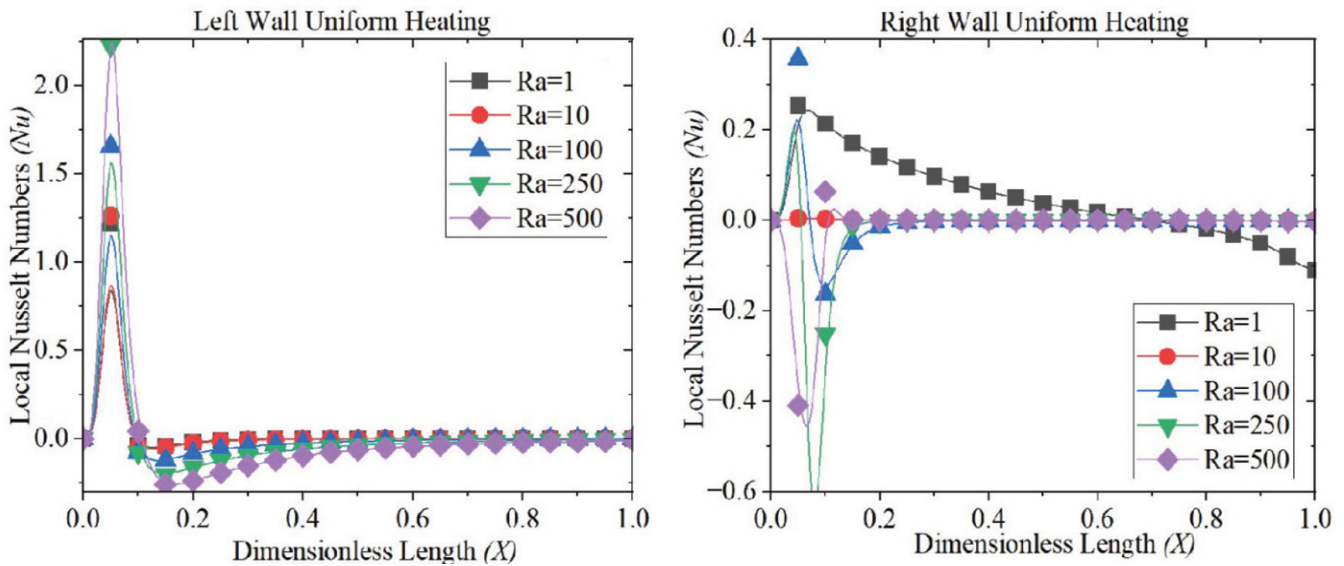 Left Wall Uniform Heating
Local Nusselt Numbers (Nu)
2.0
1.5
1.0
0.5
0.0
Ra=1
Ra=10
Ra=100
Ra=250
Ra=500
0.0 0.2 0.4 0.6 0.8 1.0
Dimensionless Length (X)
Right Wall Uniform Heating
Local Nusselt Numbers (Nu)
0.4
0.2
0.0
−0.2
−0.4
−0.6
Ra=1
Ra=10
Ra=100
Ra=250
Ra=500
0.0 0.2 0.4 0.6 0.8 1.0
Dimensionless Length (X)